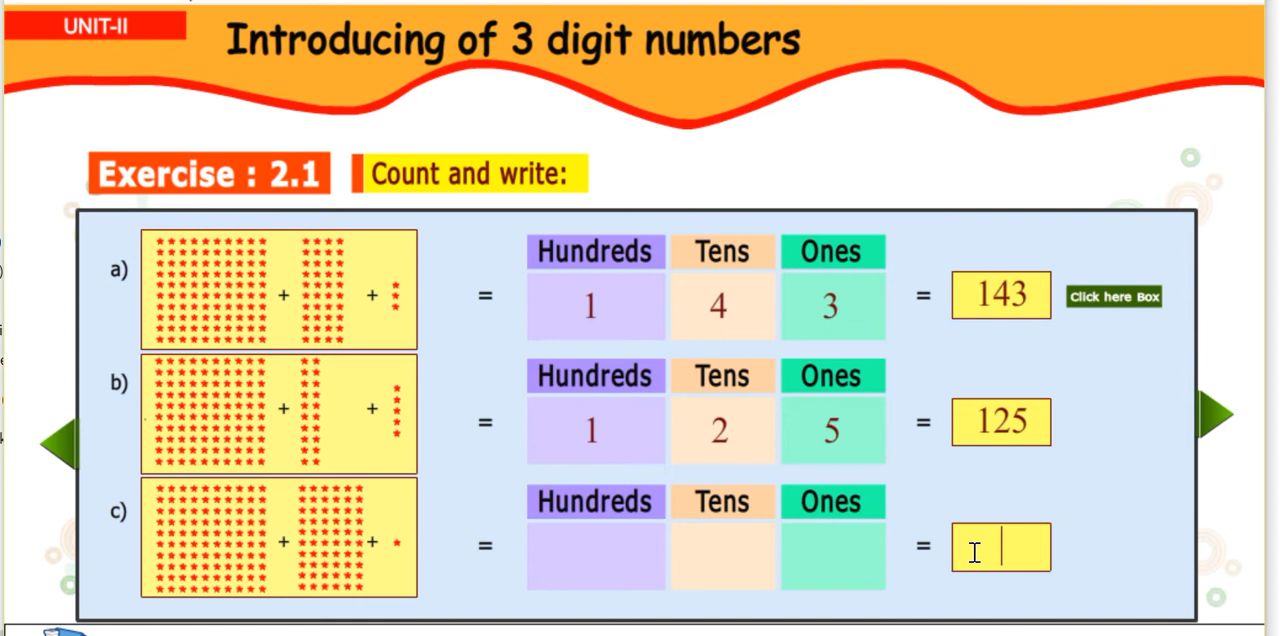 UNIT-II
Introducing of 3 digit numbers
Exercise : 2.1 Count and write:
a) + + = Hundreds Tens Ones
1 4 3 = 143 Click here Box
b) + + = Hundreds Tens Ones
1 2 5 = 125
c) + + = Hundreds Tens Ones
=